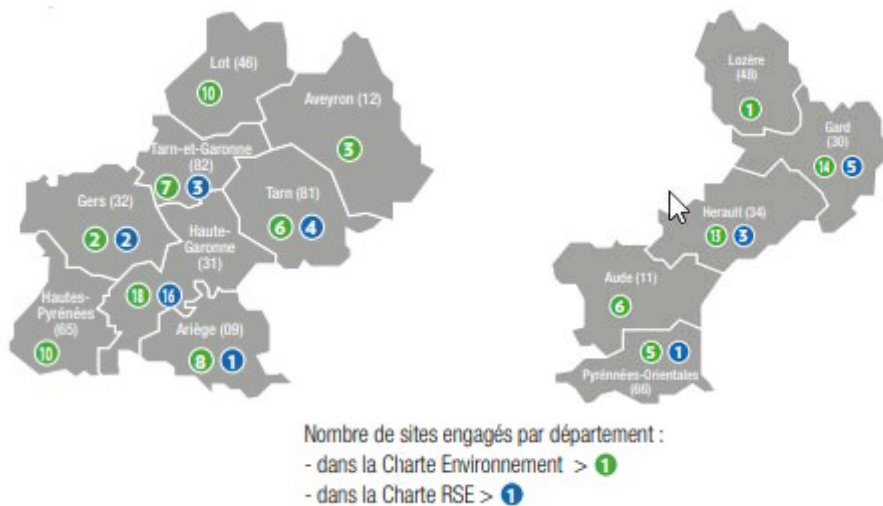 Lot (46)
10
Aveyron (12)
3
Tarn-et-Garonne
(82)
7 3
Tarn (81)
6 4
Gers (32)
2 2
Haute-
Garonne
(31)
18 16
Hautes-
Pyrénées
(65)
10
Ariège (09)
8 1
Lozère
(48)
1
Gard
(30)
14 5
Herault (34)
13 3
Aude (11)
6
5 1
Pyrénnées-Orientales
(66)
Nombre de sites engagés par département :
- dans la Charte Environnement > 1
- dans la Charte RSE > 1